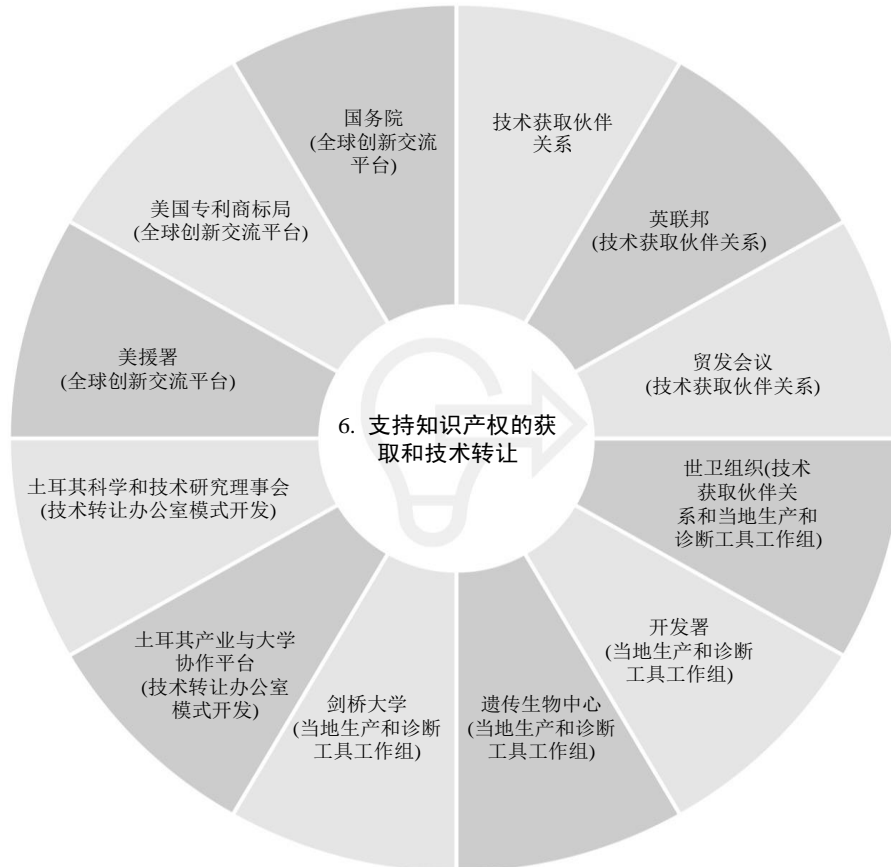 国务院
(全球创新交流
平台)
技术获取伙伴
关系
英联邦
(技术获取伙伴关系)
贸发会议
(技术获取伙伴关系)
世卫组织(技术
获取伙伴关
系和当地生产和
诊断工具工作组)
开发署
(当地生产和诊断
工具工作组)
遗传生物中心
(当地生产和诊断
工具工作组)
剑桥大学
(当地生产和诊断
工具工作组)
土耳其产业与大学
协作平台
(技术转让办公室
模式开发)
土耳其科学和技术研究理事会
(技术转让办公室模式开发)
美援署
(全球创新交流平台)
美国专利商标局
(全球创新交流平台)
6. 支持知识产权的获
取和技术转让